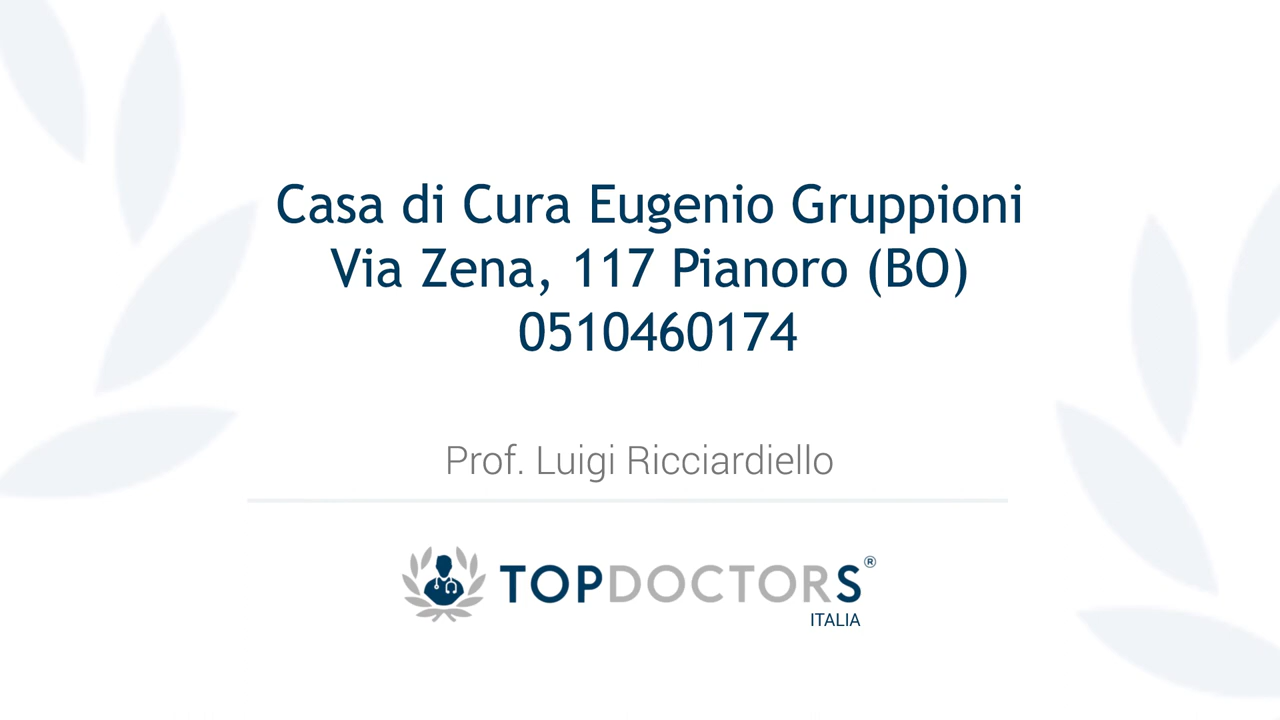 Casa di Cura Eugenio Gruppioni
Via Zena, 117 Pianoro (BO)
0510460174
Prof. Luigi Ricciardiello
TOPDOCTORS®
ITALIA